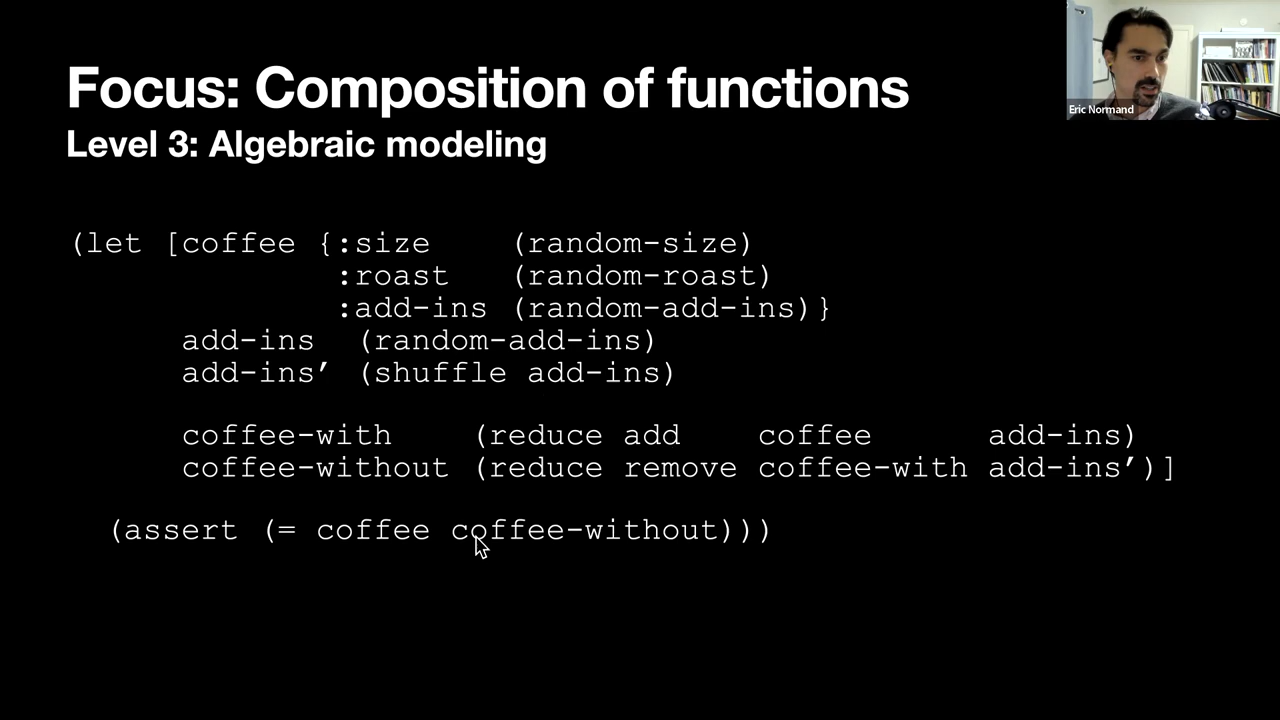 Focus: Composition of functions
Level 3: Algebraic modeling
Eric Normand
(let [coffee {:size (random-size)
:roast (random-roast)
:add-ins (random-add-ins)}
add-ins (random-add-ins)
add-ins’ (shuffle add-ins)
coffee-with (reduce add coffee add-ins)
coffee-without (reduce remove coffee-with add-ins’)]
(assert (= coffee coffee-without)))